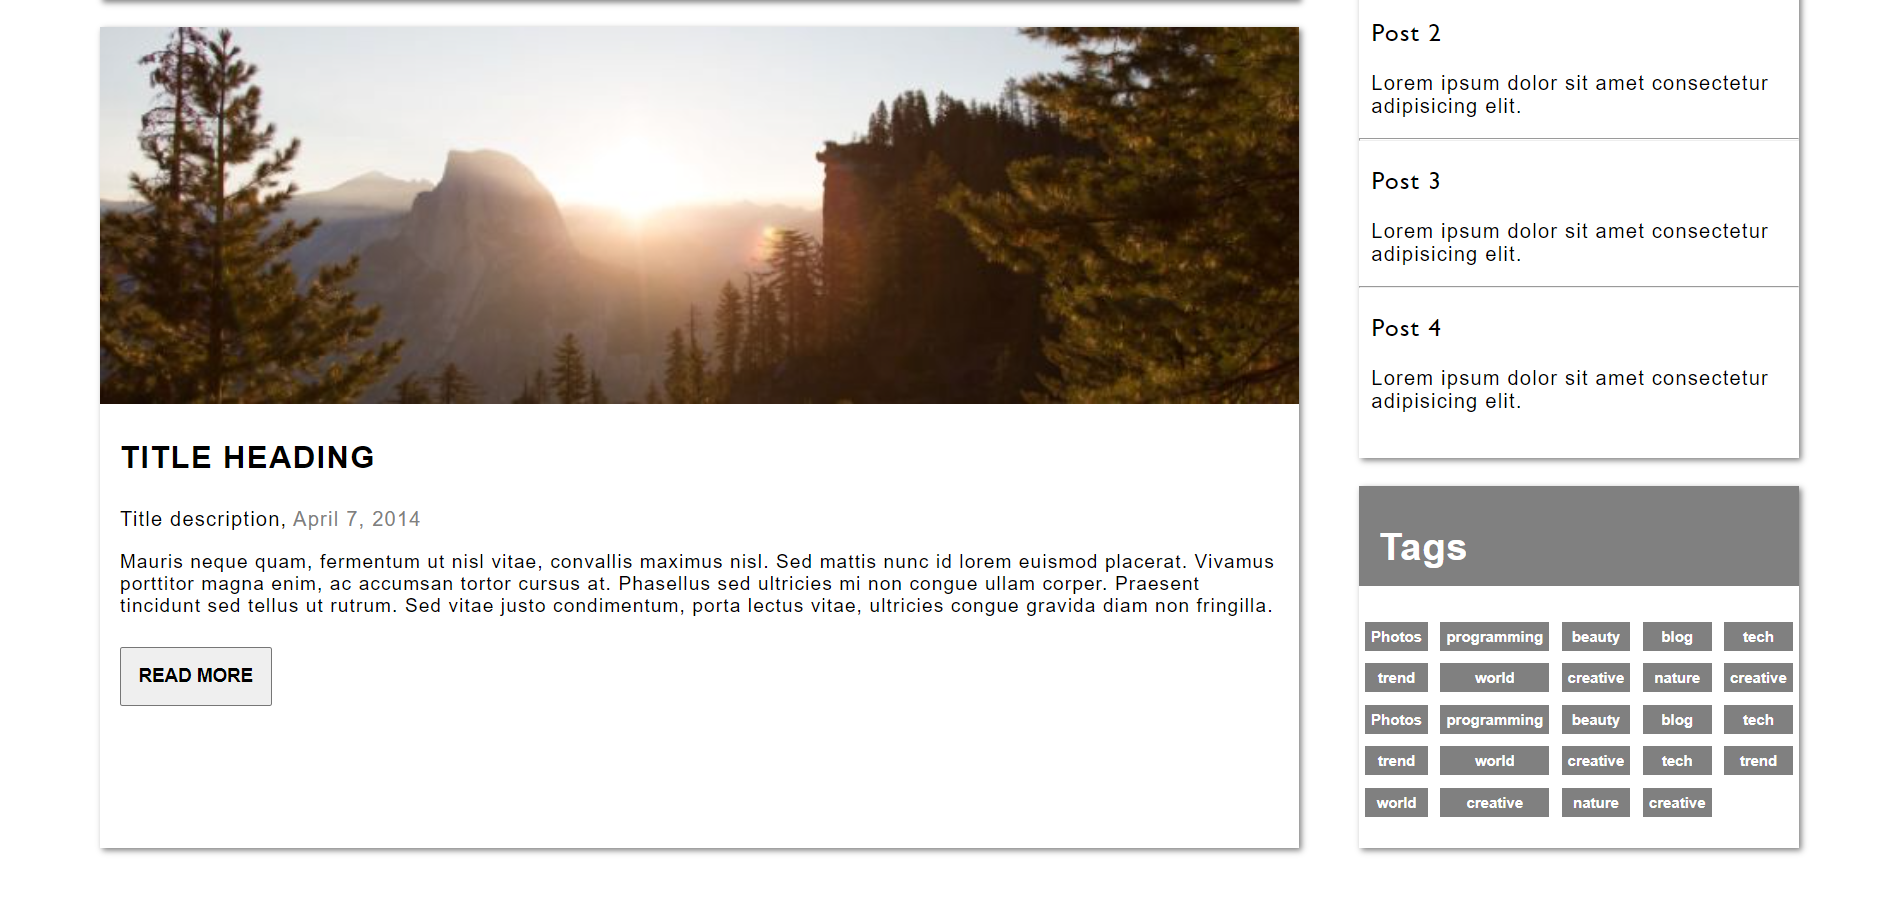 TITLE HEADING
Title description, April 7, 2014
Mauris neque quam, fermentum ut nisl vitae, convallis maximus nisl. Sed mattis nunc id lorem euismod placerat. Vivamus
porttitor magna enim, ac accumsan tortor cursus at. Phasellus sed ultricies mi non congue ullam corper. Praesent
tincidunt sed tellus ut rutrum. Sed vitae justo condimentum, porta lectus vitae, ultricies congue gravida diam non fringilla.
READ MORE
Post 2
Lorem ipsum dolor sit amet consectetur
adipisicing elit.
Post 3
Lorem ipsum dolor sit amet consectetur
adipisicing elit.
Post 4
Lorem ipsum dolor sit amet consectetur
adipisicing elit.
Tags
Photos programming beauty blog tech
trend world creative nature creative
Photos programming beauty blog tech
trend world creative tech trend
world creative nature creative